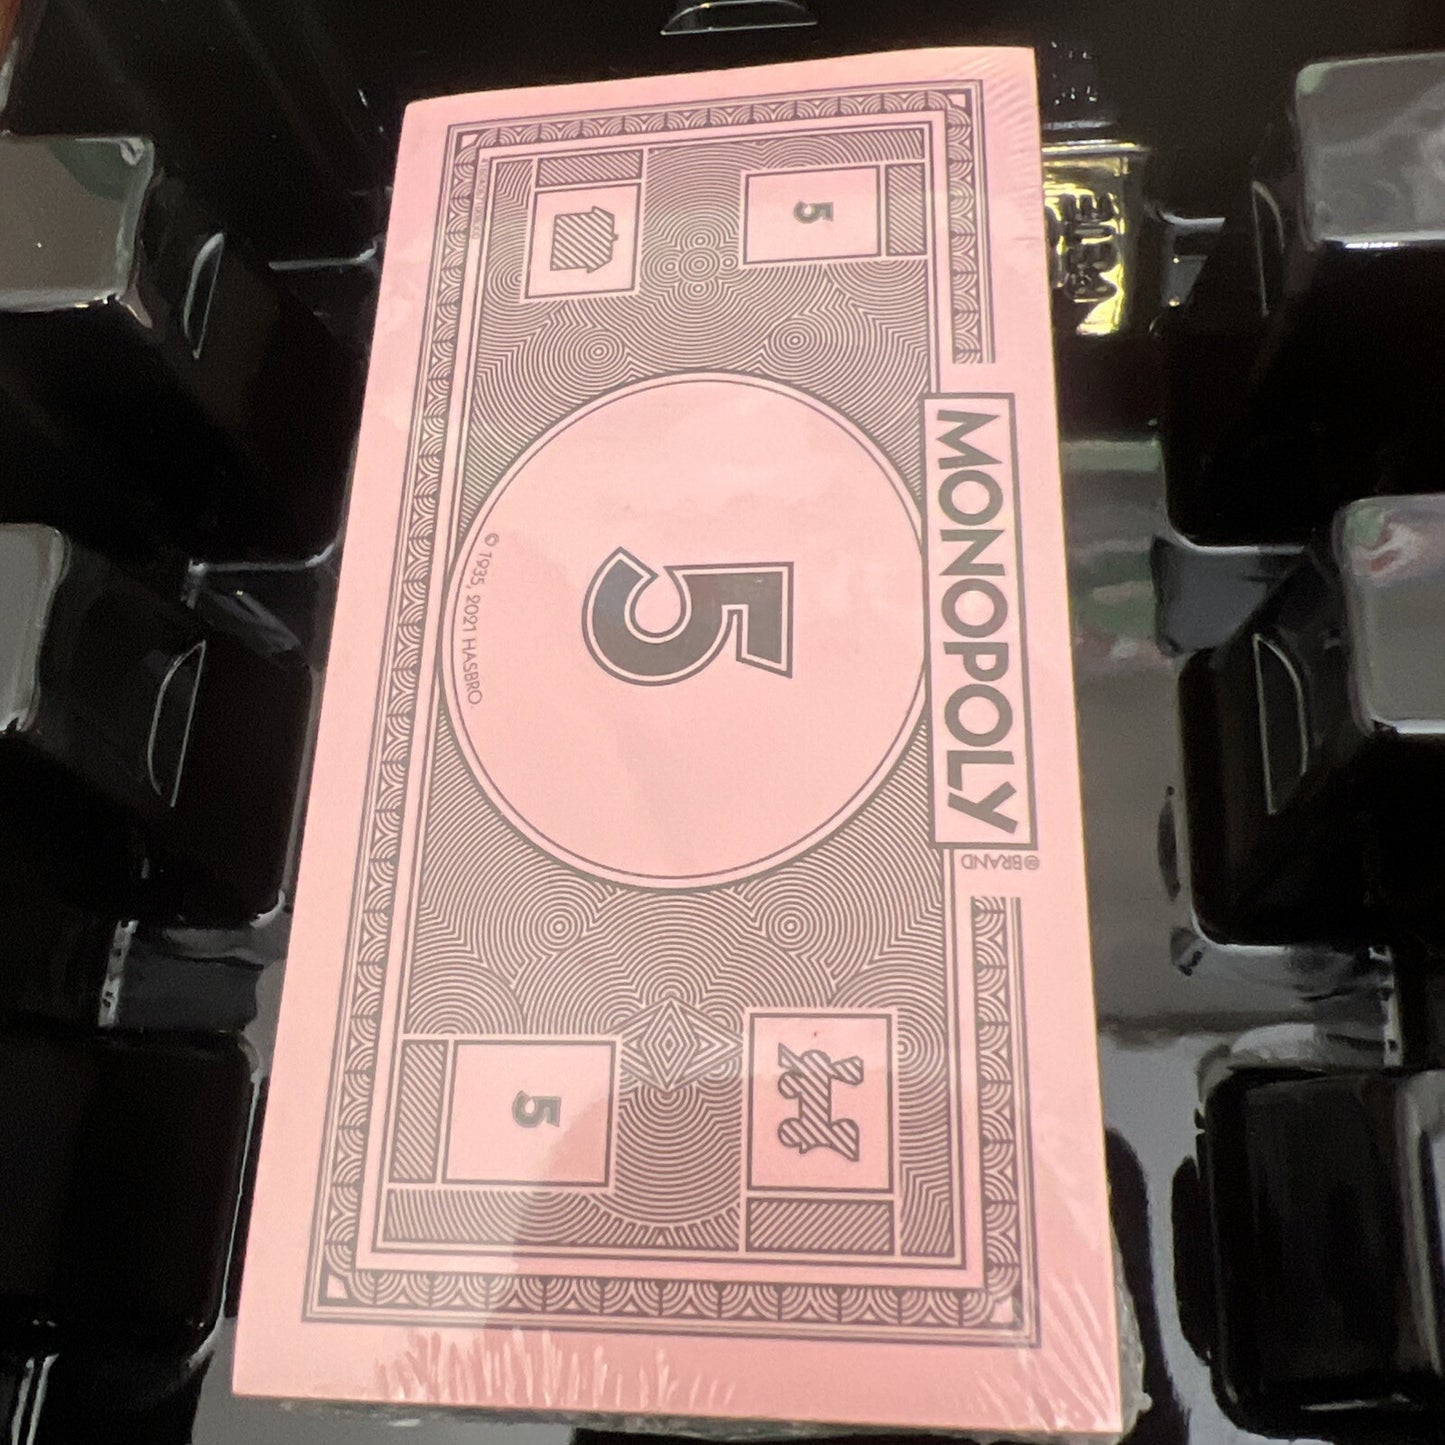 MONOPOLY
®BRAND
5
5
5
© 1935, 2021 HASBRO.